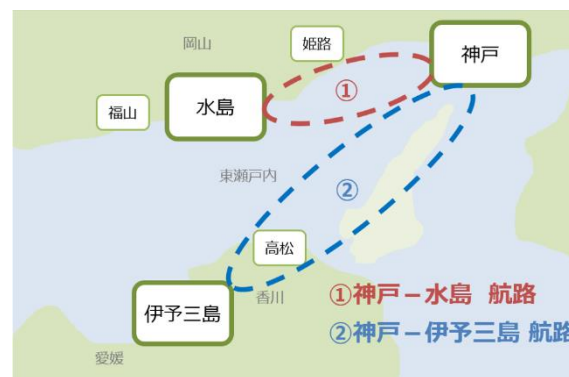 岡山
姫路
神戸
①
水島
福山
東瀬戸内
②
高松
香川
①神戸－水島 航路
伊予三島
②神戸－伊予三島 航路
愛媛